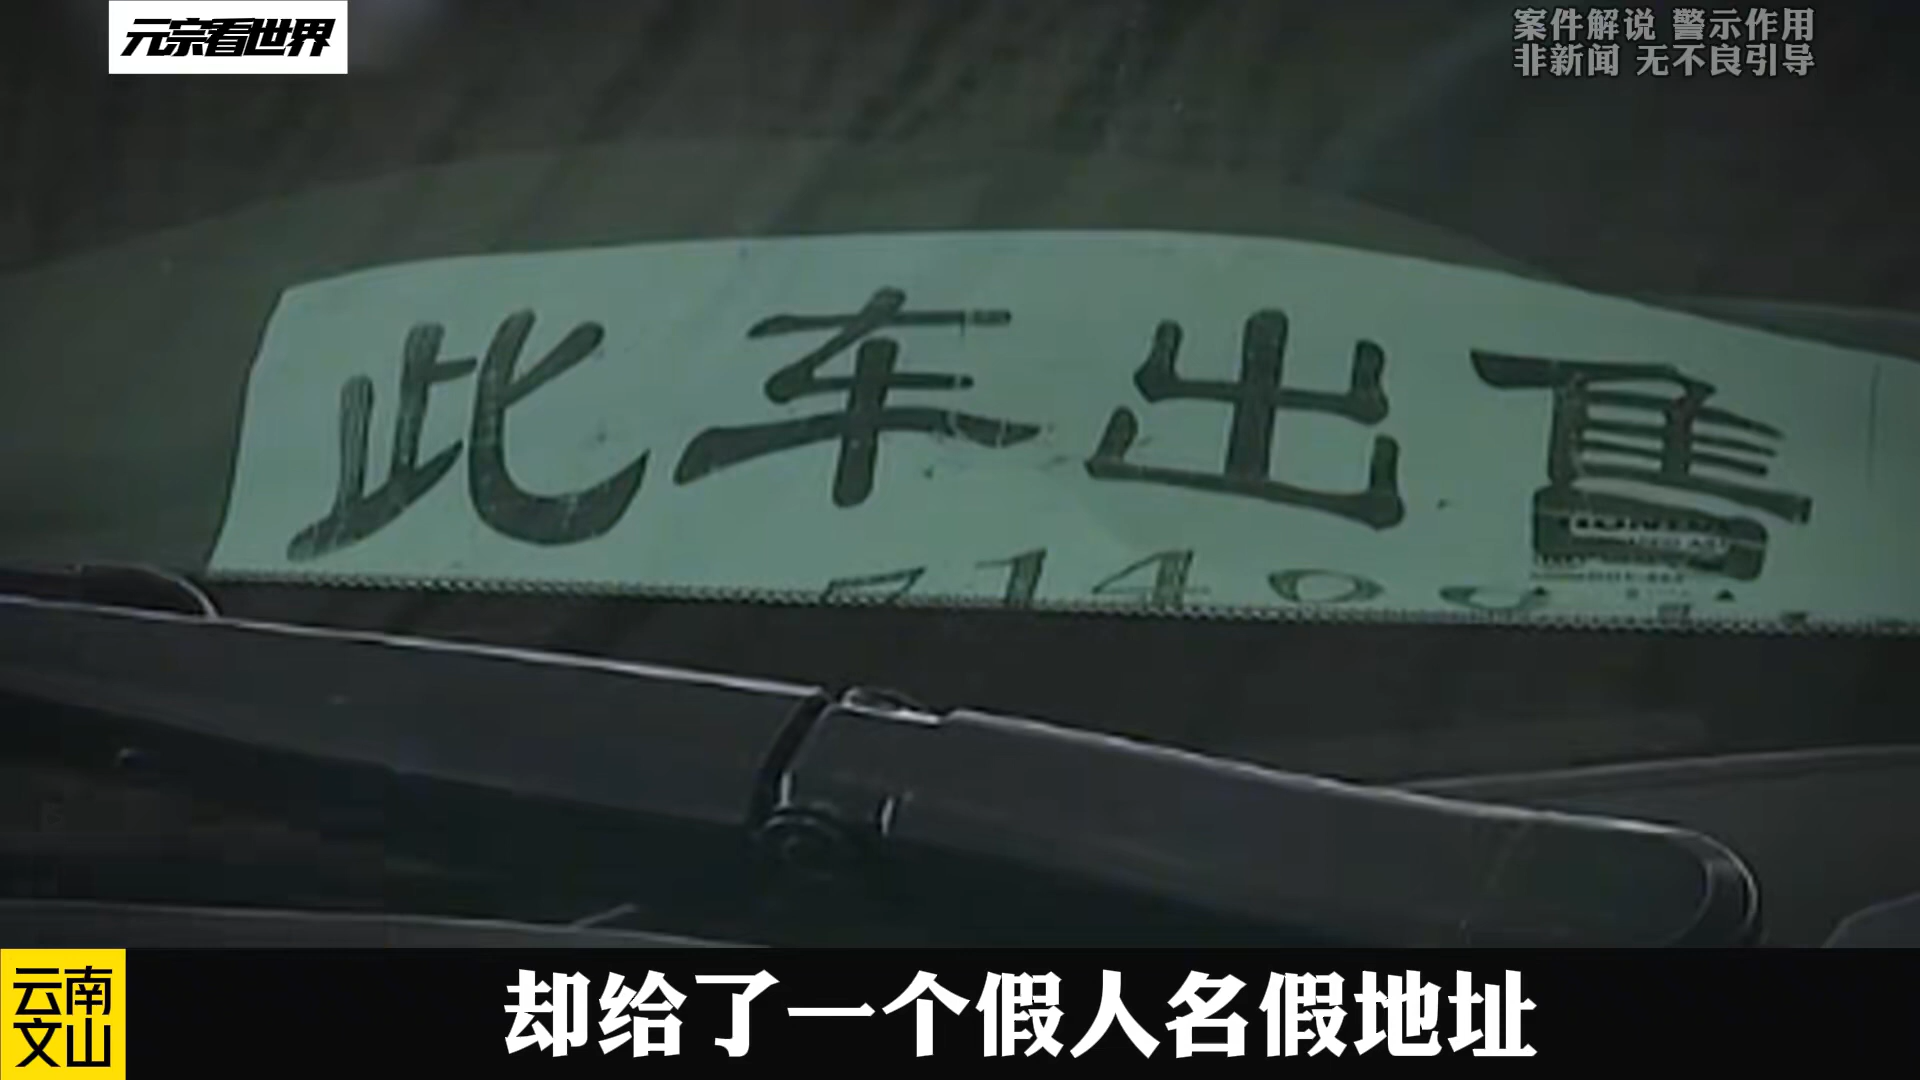 元宗看世界
案件解说 警示作用
非新闻 无不良引导
此车出售
云南
文山
却给了一个假人名假地址